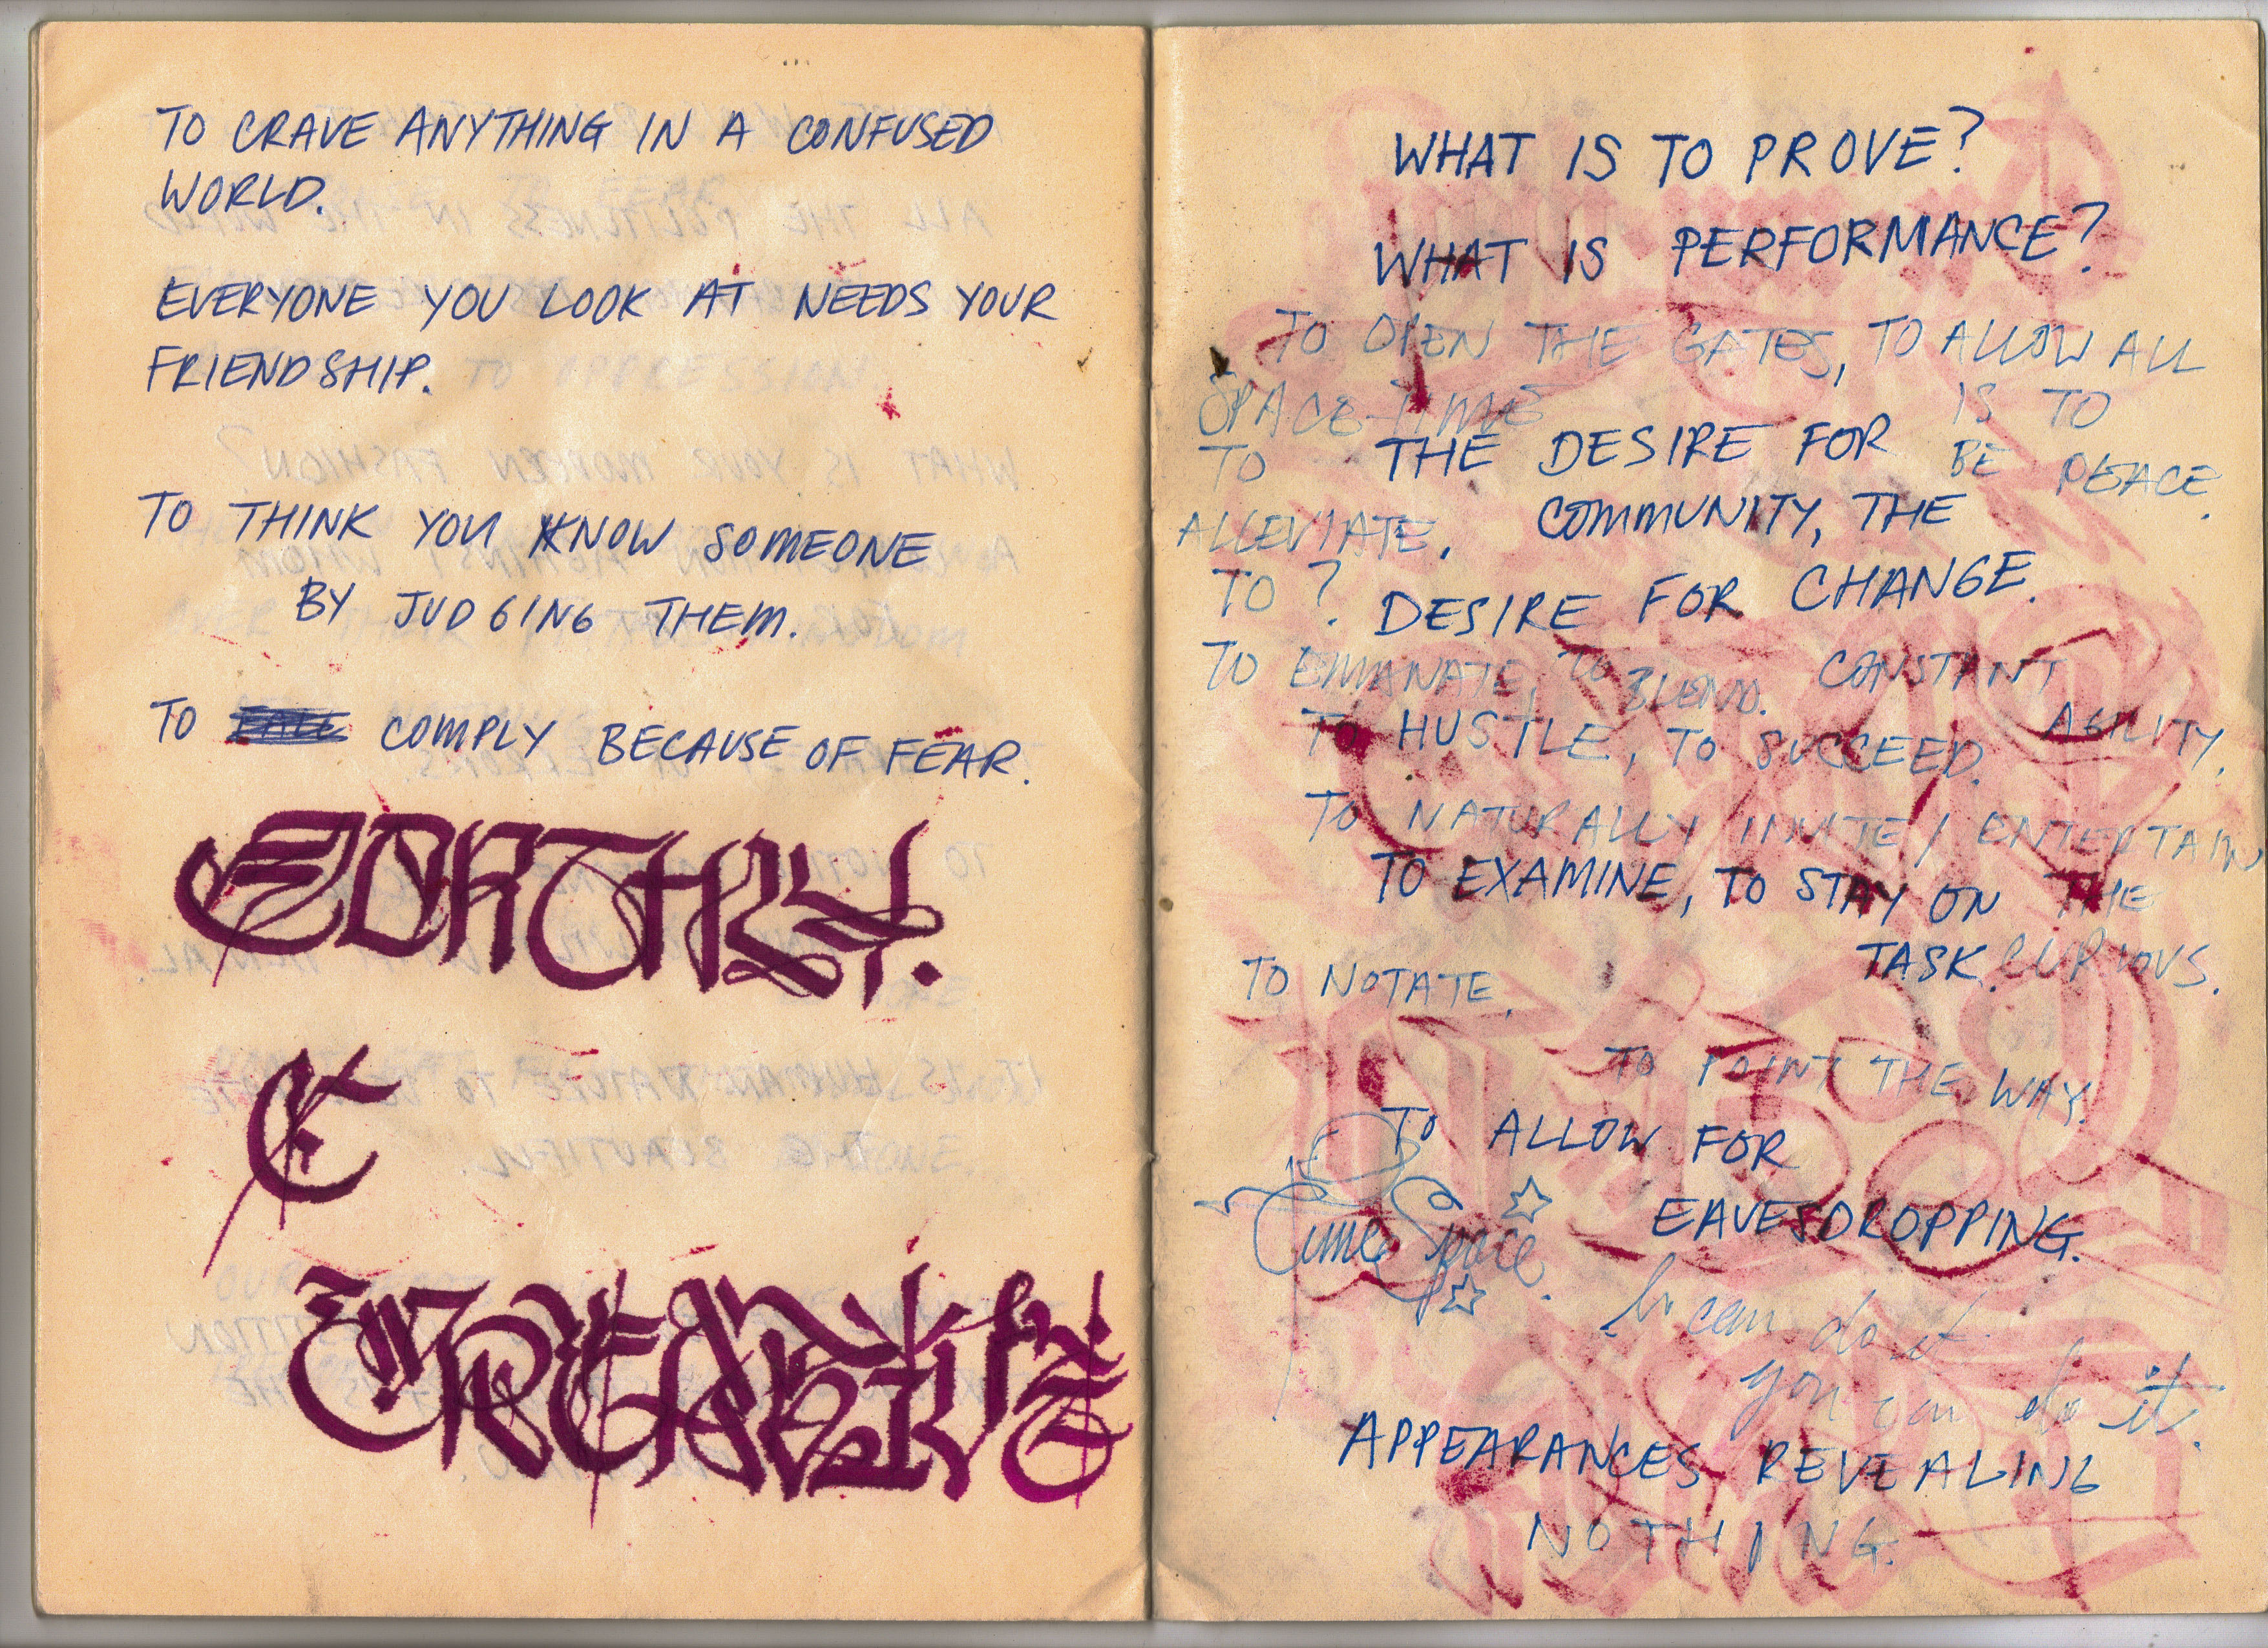 TO CRAVE ANYTHING IN A CONFUSED
WORLD.
EVERYONE YOU LOOK AT NEEDS YOUR
FRIENDSHIP.
TO THINK YOU KNOW SOMEONE
BY JUDGING THEM.
TO COMPLY BECAUSE OF FEAR.
EARTHLY.
WHAT IS TO PROVE?
WHAT IS PERFORMANCE?
TO OPEN THE GATES, TO ALLOW ALL
SPACE-TIME IS TO
BE PEACE.
TO
ALLEVIATE.
TO ?
THE DESIRE FOR
COMMUNITY, THE
DESIRE FOR CHANGE.
TO EMANATE, TO BLEND. CONSTANT
AGILITY.
TO HUSTLE, TO SUCCEED.
TO NATURALLY INVITE / ENTERTAIN
TO EXAMINE, TO STAY ON THE
TASK. CURIOUS.
TO NOTATE.
TO POINT THE WAY.
TO ALLOW FOR
EAVESDROPPING.
Time Space.
can do it.
you can do it.
APPEARANCES REVEALING
NOTHING.